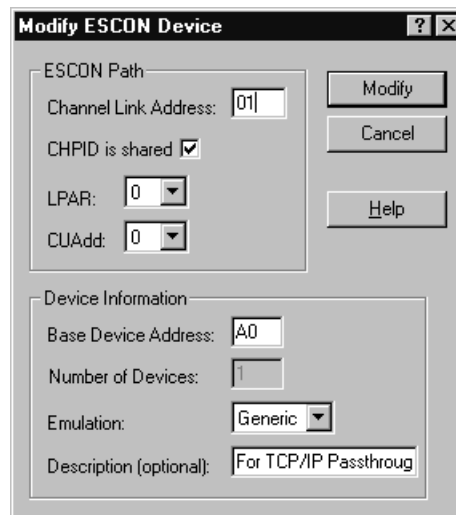 Modify ESCON Device
ESCON Path
Channel Link Address: 01
CHPID is shared
LPAR: 0
CUAdd: 0
Modify
Cancel
Help
Device Information
Base Device Address: A0
Number of Devices: 1
Emulation: Generic
Description (optional): For TCP/IP Passthroug